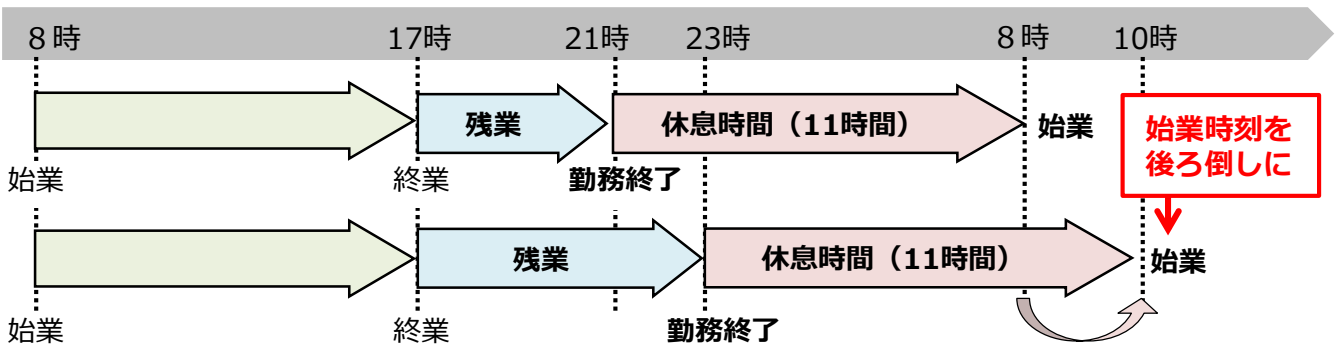 ８時 17時 21時 23時 ８時 10時
残業 休息時間（11時間） 始業
始業時刻を
後ろ倒しに
始業 終業 勤務終了
残業 休息時間（11時間） 始業
始業 終業 勤務終了